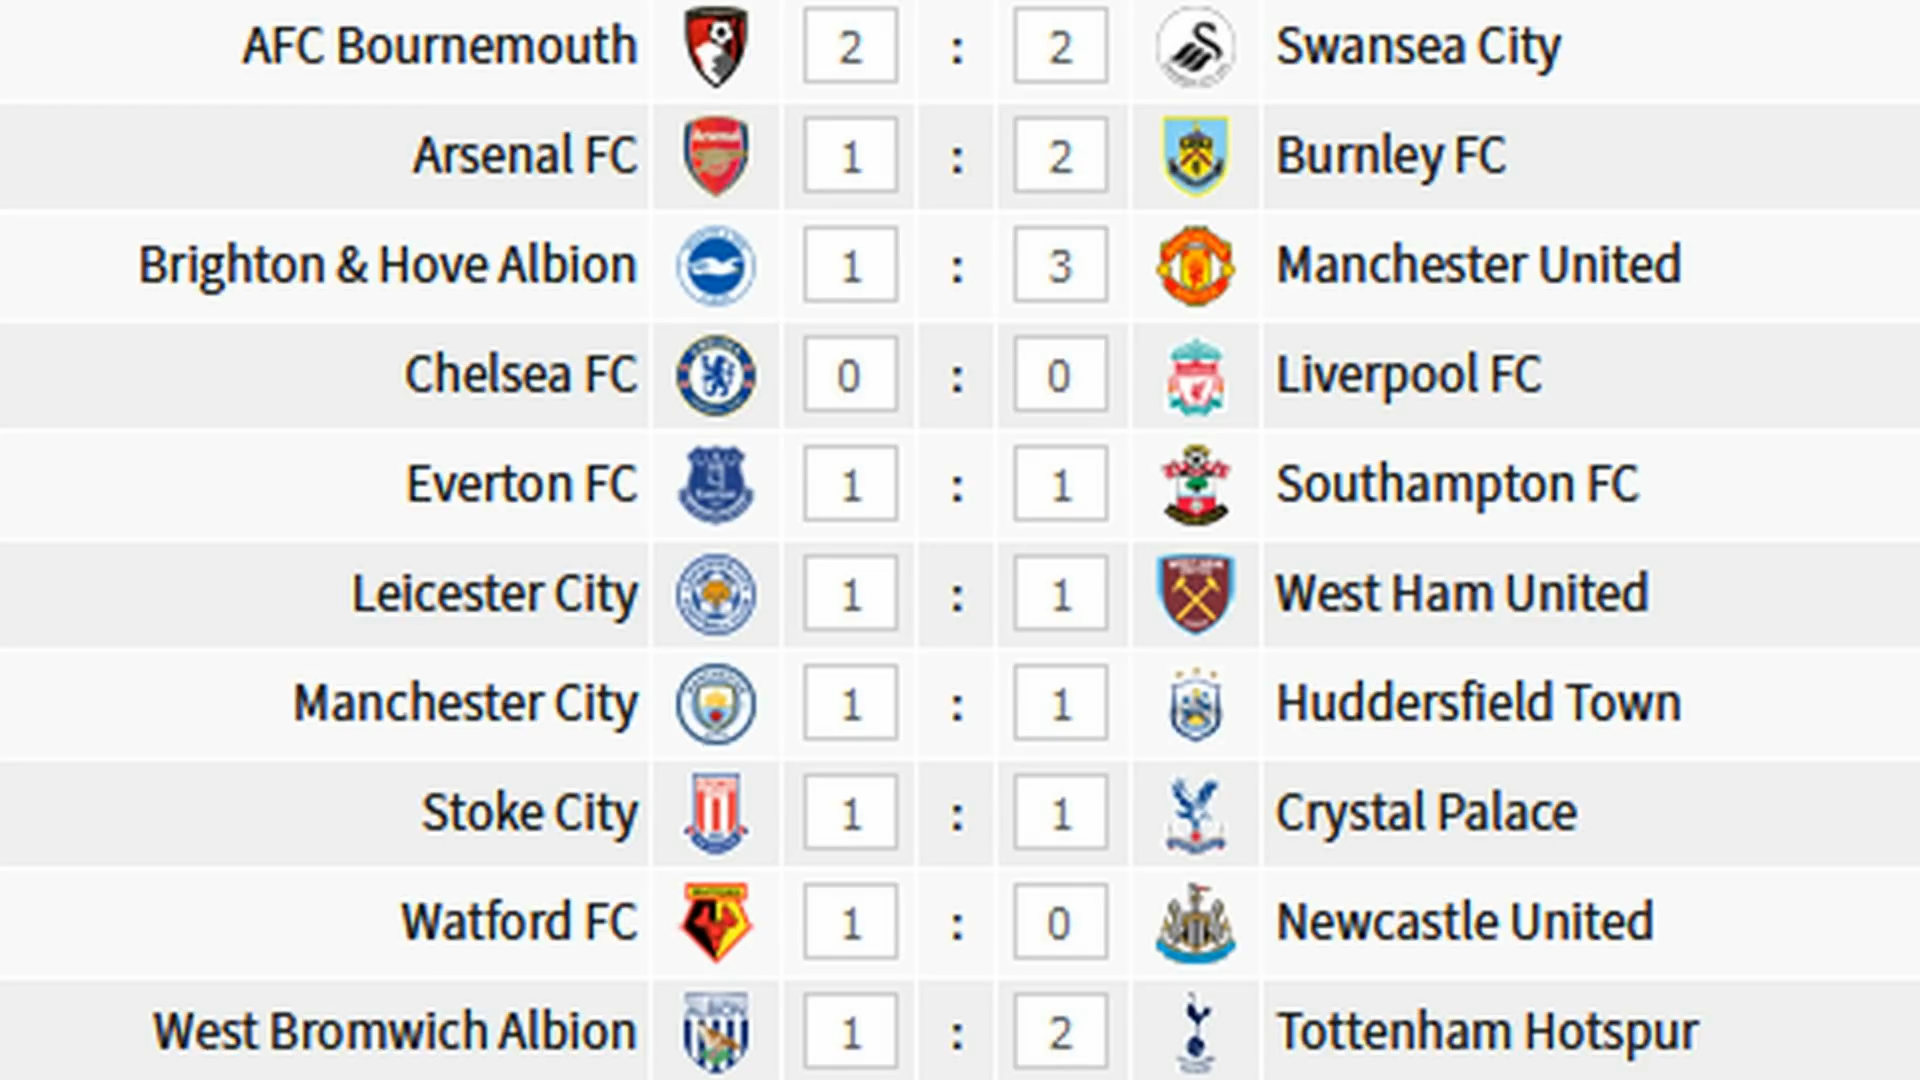 AFC Bournemouth 2 : 2 Swansea City
Arsenal FC 1 : 2 Burnley FC
Brighton & Hove Albion 1 : 3 Manchester United
Chelsea FC 0 : 0 Liverpool FC
Everton FC 1 : 1 Southampton FC
Leicester City 1 : 1 West Ham United
Manchester City 1 : 1 Huddersfield Town
Stoke City 1 : 1 Crystal Palace
Watford FC 1 : 0 Newcastle United
West Bromwich Albion 1 : 2 Tottenham Hotspur